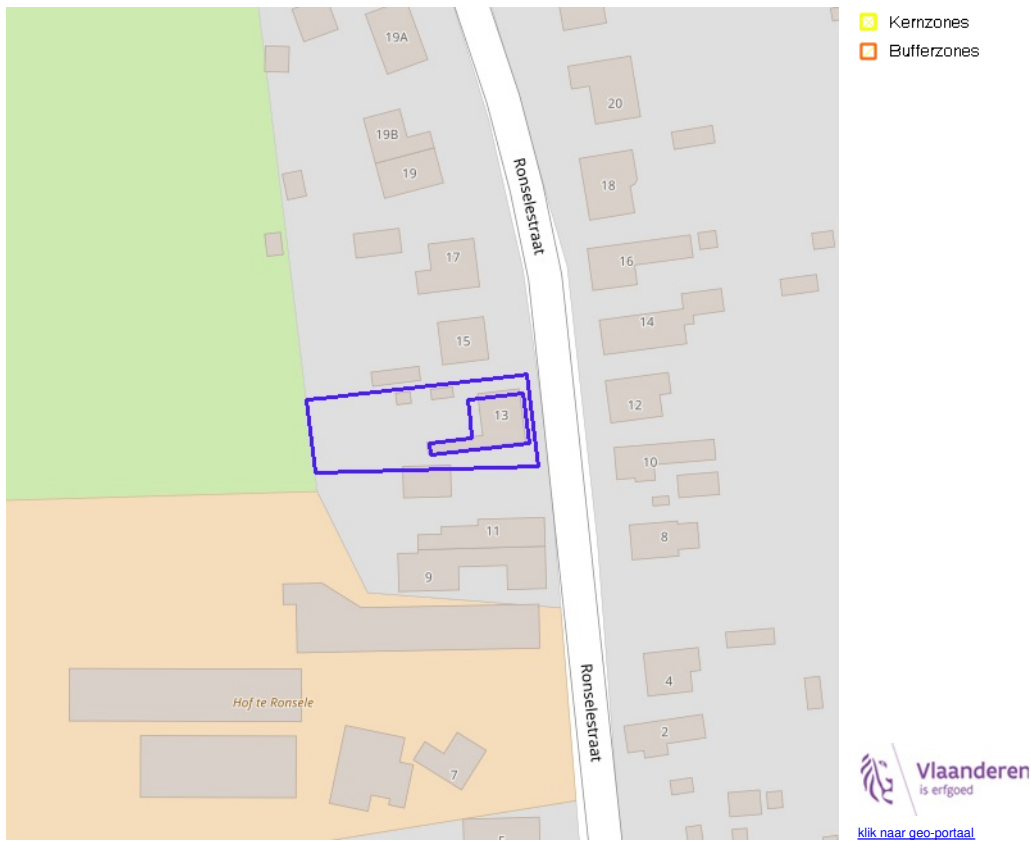 Kernzones
Bufferzones
19A
20
19B
19
18
Ronselestraat
17
16
14
15
12
13
10
11
8
9
Ronselestraat
4
Hof te Ronsele
2
7
Vlaanderen
is erfgoed
klik naar geo-portaal